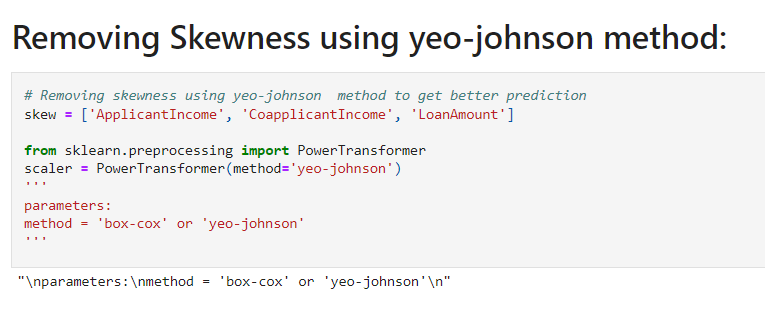 Removing Skewness using yeo-johnson method:
# Removing skewness using yeo-johnson  method to get better prediction
skew = ['ApplicantIncome', 'CoapplicantIncome', 'LoanAmount']
from sklearn.preprocessing import PowerTransformer
scaler = PowerTransformer(method='yeo-johnson')
'''
parameters:
method = 'box-cox' or 'yeo-johnson'
'''
"\nparameters:\nmethod = 'box-cox' or 'yeo-johnson'\n"